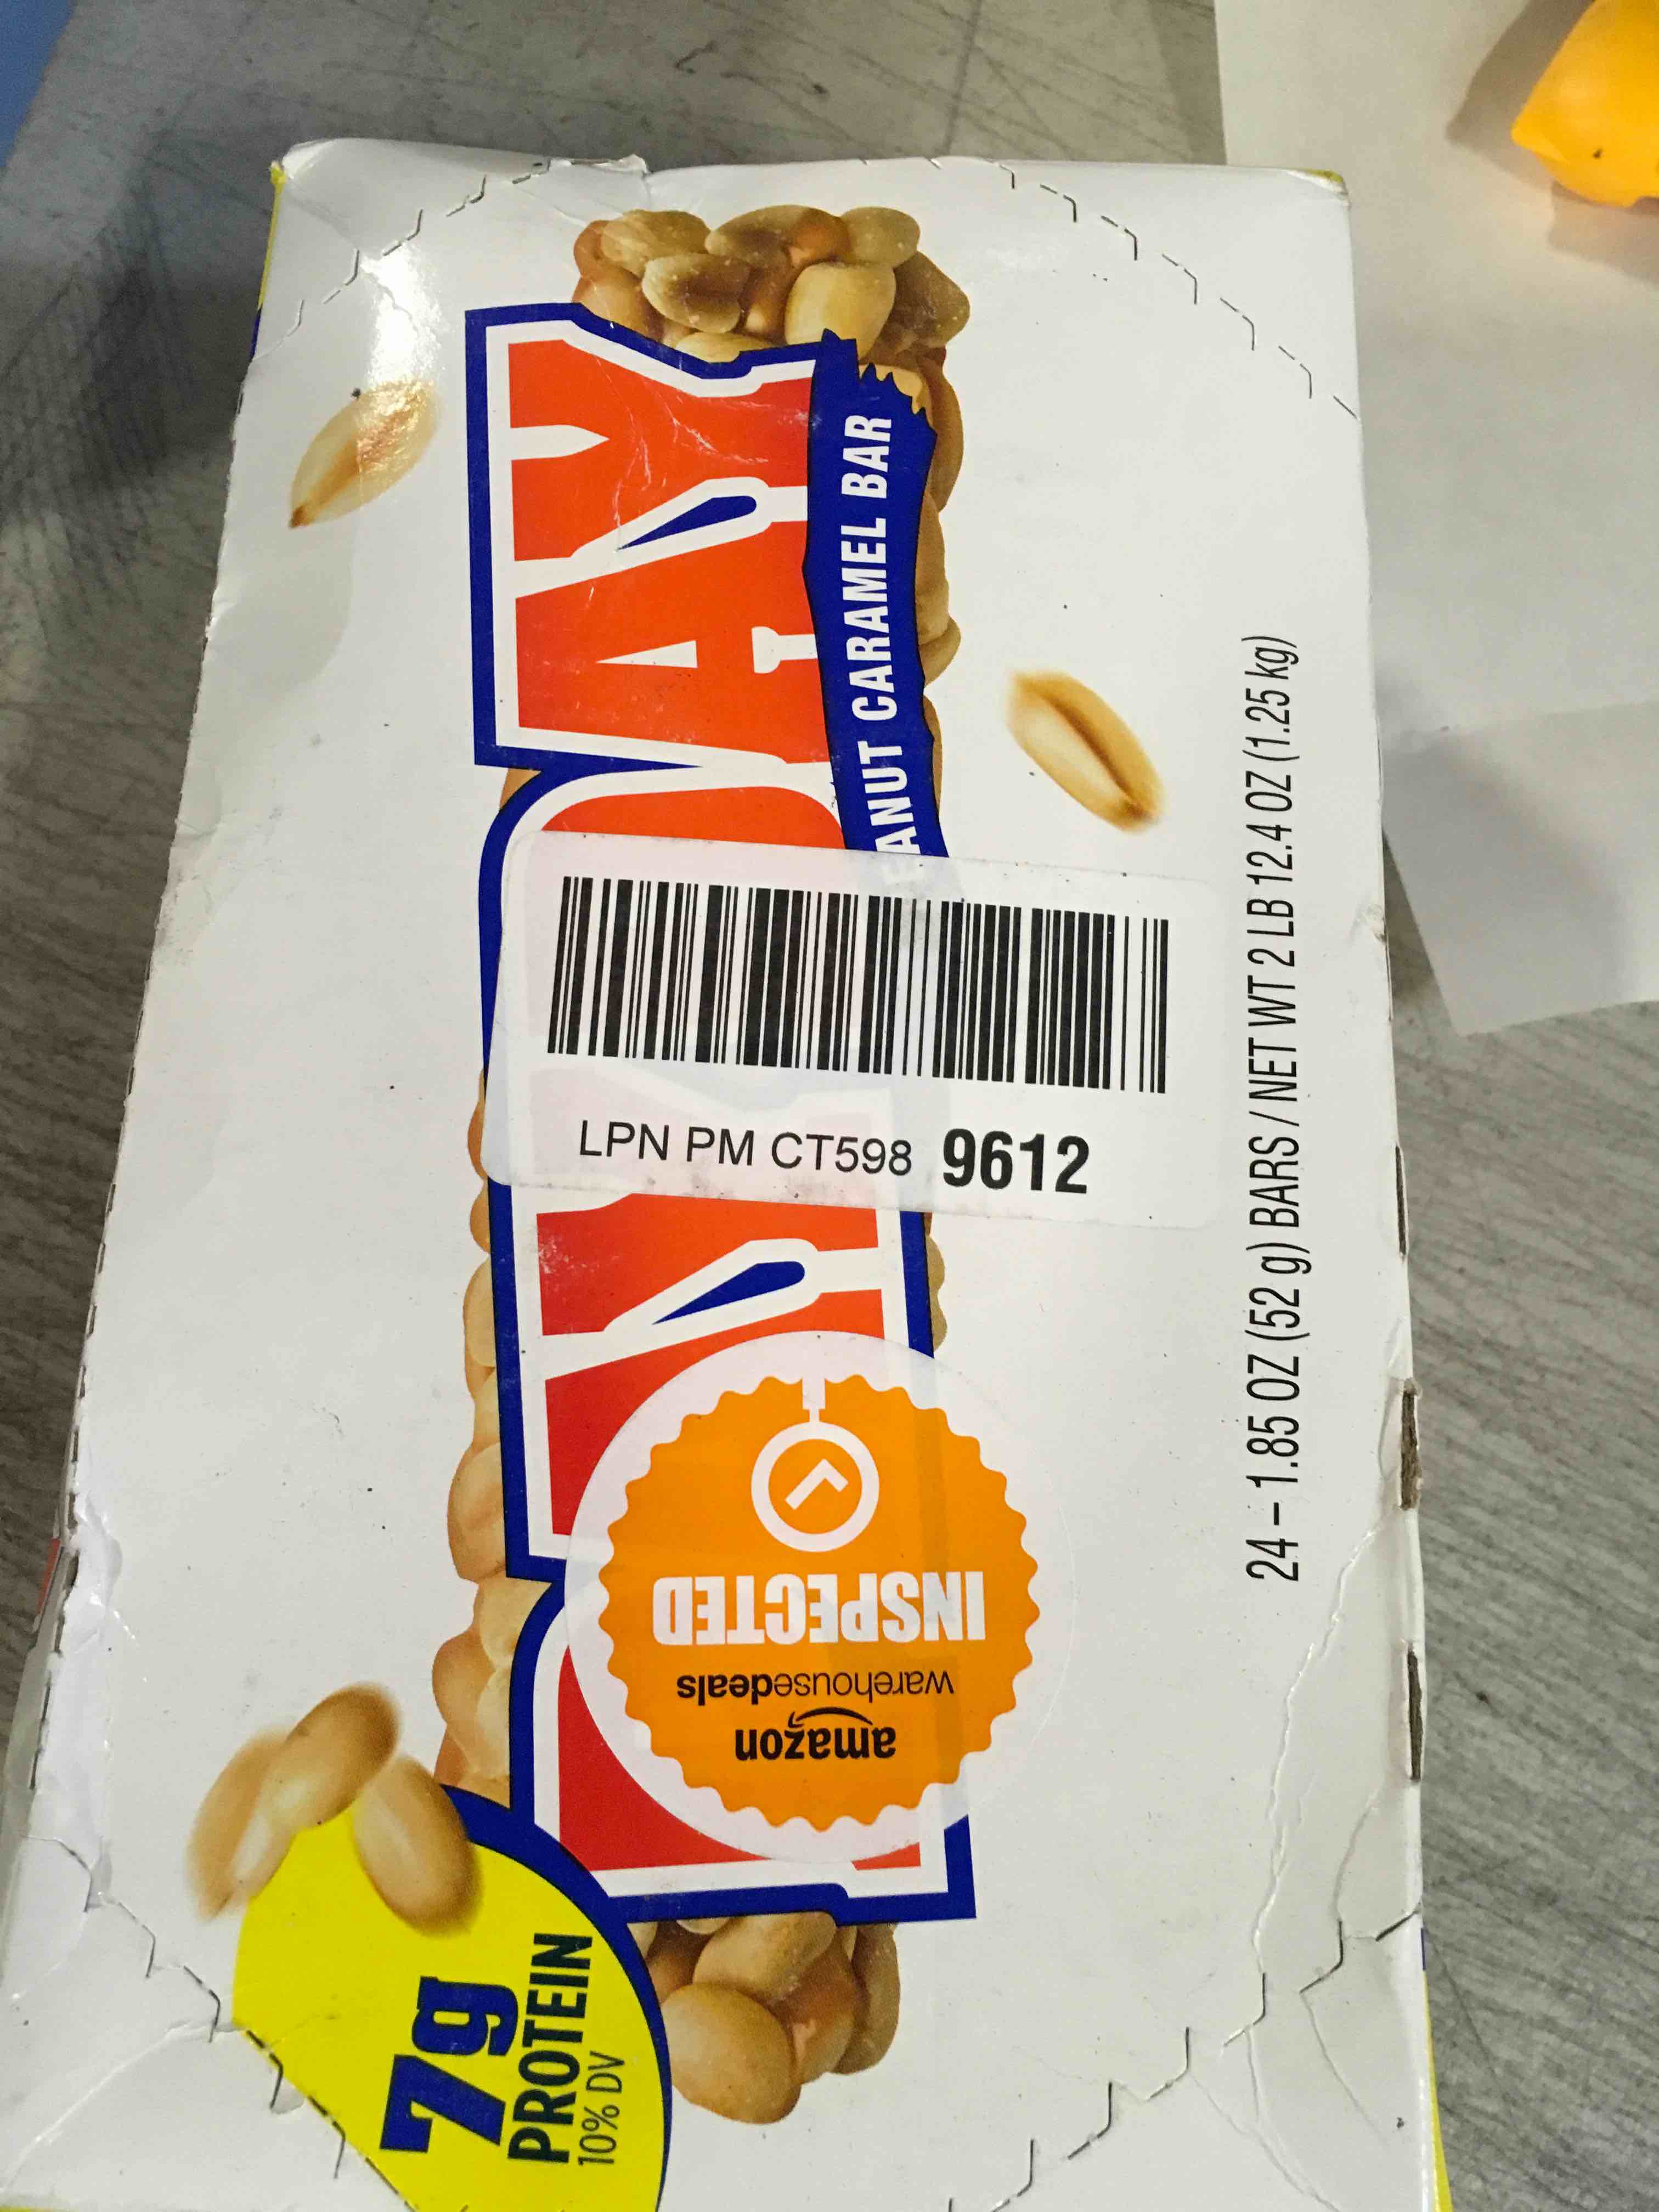 AY
PEANUT CARAMEL BAR
LPN PM CT598 9612
INSPECTED
warehousedeals
amazon
7g
PROTEIN
10% DV
24 – 1.85 OZ (52 g) BARS / NET WT 2 LB 12.4 OZ (1.25 kg)